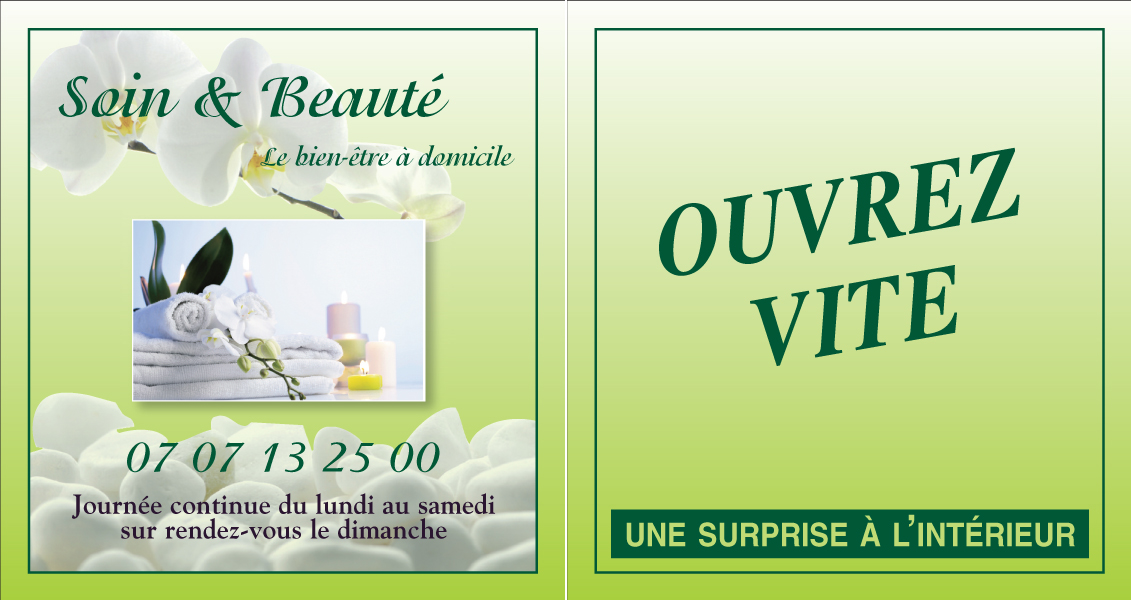 Soin & Beauté
Le bien-être à domicile
07 07 13 25 00
Journée continue du lundi au samedi
sur rendez-vous le dimanche
OUVREZ
VITE
UNE SURPRISE À L'INTÉRIEUR